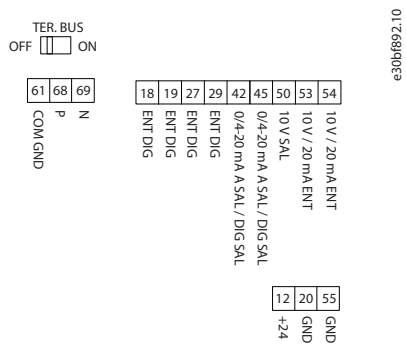 TER. BUS
OFF ON
61 68 69
COM GND
P
N
18 19 27 29 42 45 50 53 54
ENT DIG
ENT DIG
ENT DIG
ENT DIG
0/4-20 mA A SAL / DIG SAL
0/4-20 mA A SAL / DIG SAL
10 V SAL
10 V / 20 mA ENT
10 V / 20 mA ENT
12 20 55
+24
GND
GND
e30bf892.10